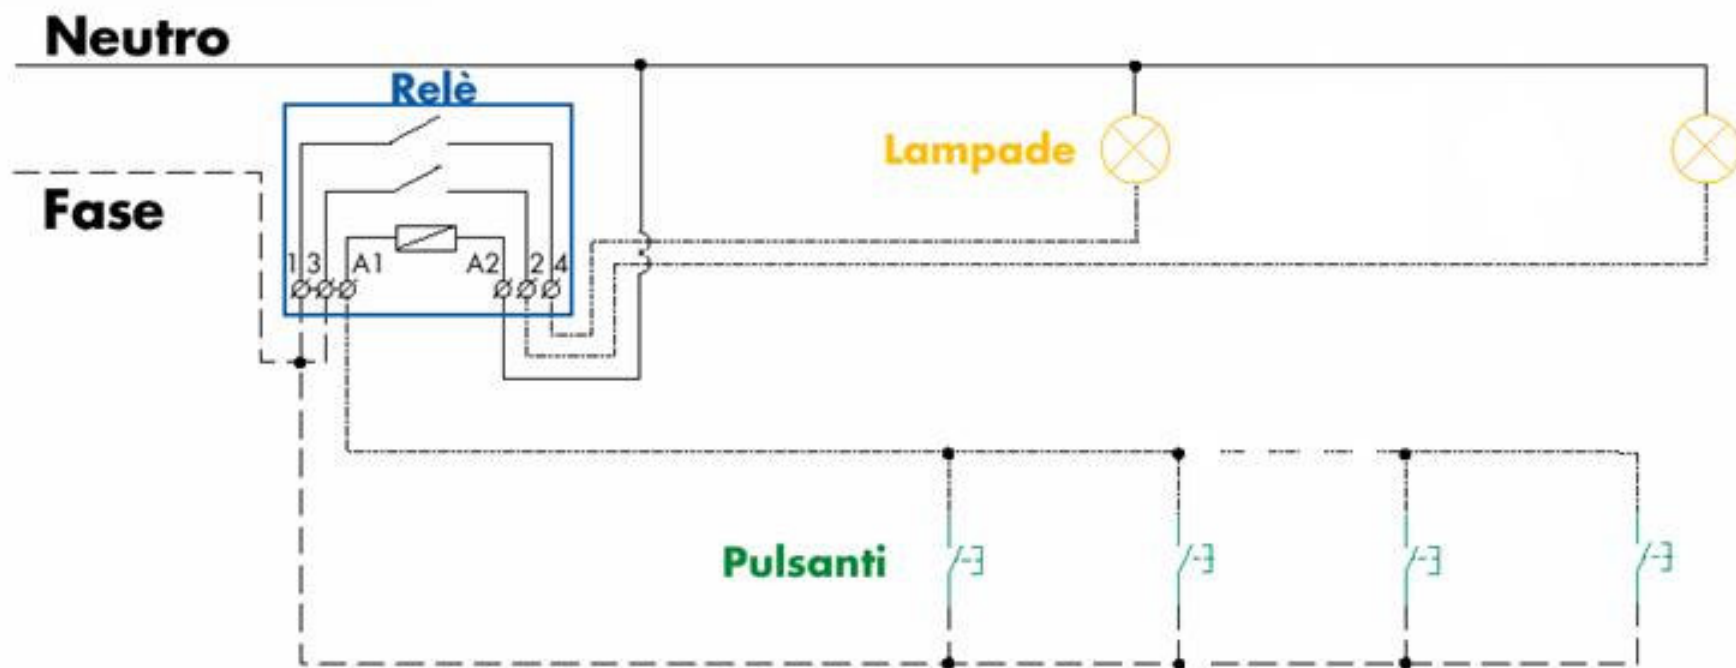 Neutro
Relè
Lampade
Fase
1 3 A1 A2 2 4
Pulsanti